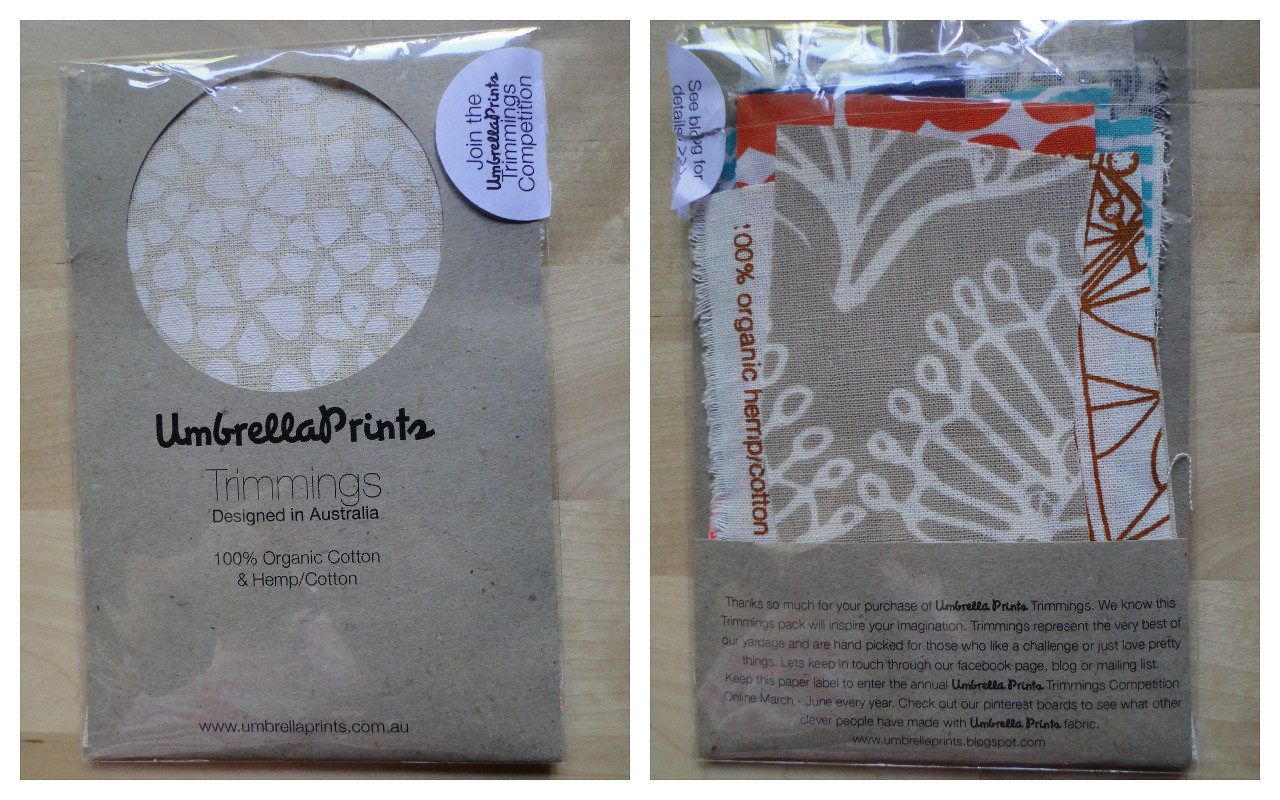 Join the
UmbrellaPrints
Trimmings
Competition
UmbrellaPrints
Trimmings
Designed in Australia
100% Organic Cotton
& Hemp/Cotton
www.umbrellaprints.com.au
See blog for
details >>>
100% organic hemp/cotton
Thanks so much for your purchase of Umbrella Prints Trimmings. We know this
Trimmings pack will inspire your imagination. Trimmings represent the very best of
our yardage and are hand picked for those who like a challenge or just love pretty
things. Lets keep in touch through our facebook page, blog or mailing list.
Keep this paper label to enter the annual Umbrella Prints Trimmings Competition
Online March - June every year. Check out our pinterest boards to see what other
clever people have made with Umbrella Prints fabric.
www.umbrellaprints.blogspot.com